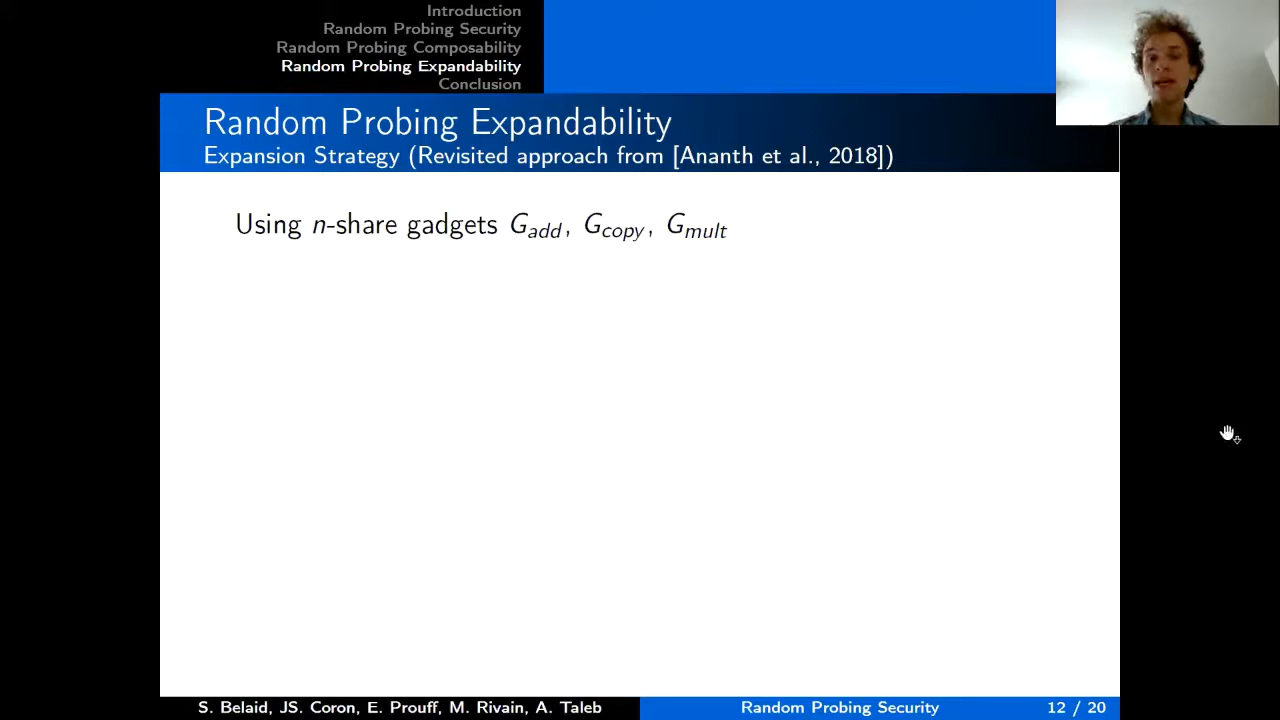 Introduction
Random Probing Security
Random Probing Composability
Random Probing Expandability
Conclusion
Random Probing Expandability
Expansion Strategy (Revisited approach from [Ananth et al., 2018])
Using n-share gadgets G_add, G_copy, G_mult
S. Belaid, JS. Coron, E. Prouff, M. Rivain, A. Taleb
Random Probing Security
12 / 20